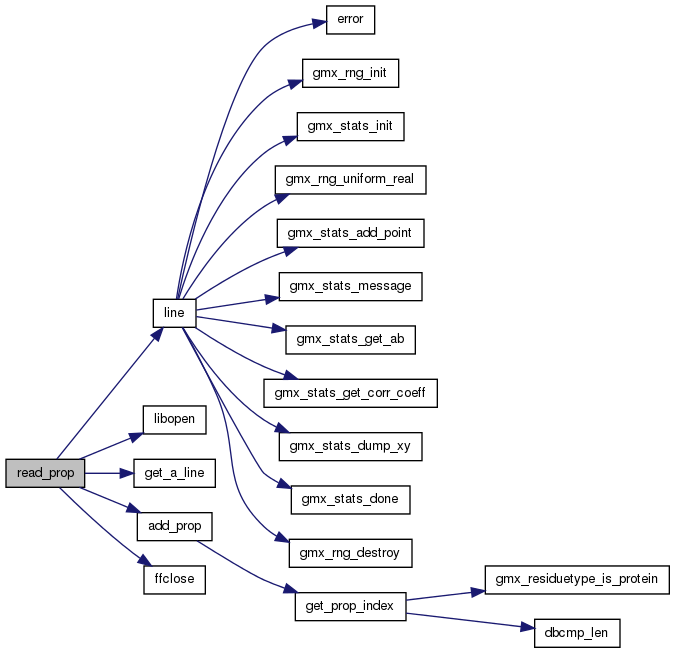 error
gmx_rng_init
gmx_stats_init
gmx_rng_uniform_real
gmx_stats_add_point
gmx_stats_message
line
gmx_stats_get_ab
gmx_stats_get_corr_coeff
libopen
gmx_stats_dump_xy
read_prop
get_a_line
gmx_stats_done
add_prop
gmx_rng_destroy
ffclose
gmx_residuetype_is_protein
get_prop_index
dbcmp_len